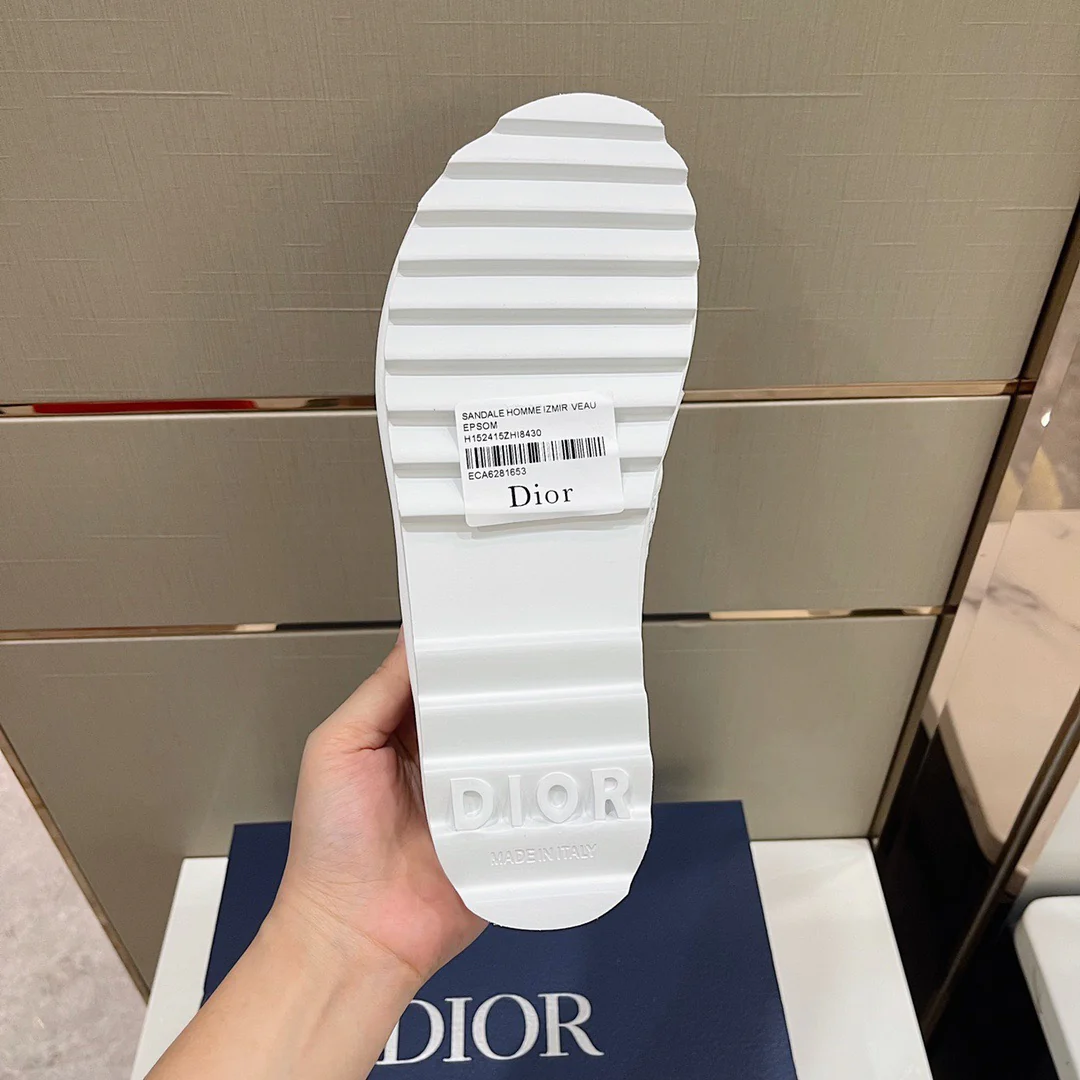 SANDALE HOMME IZMIR VEAU
EPSOM
H152415ZHI8430
ECA6281653
Dior
DIOR
MADE IN ITALY
DIOR